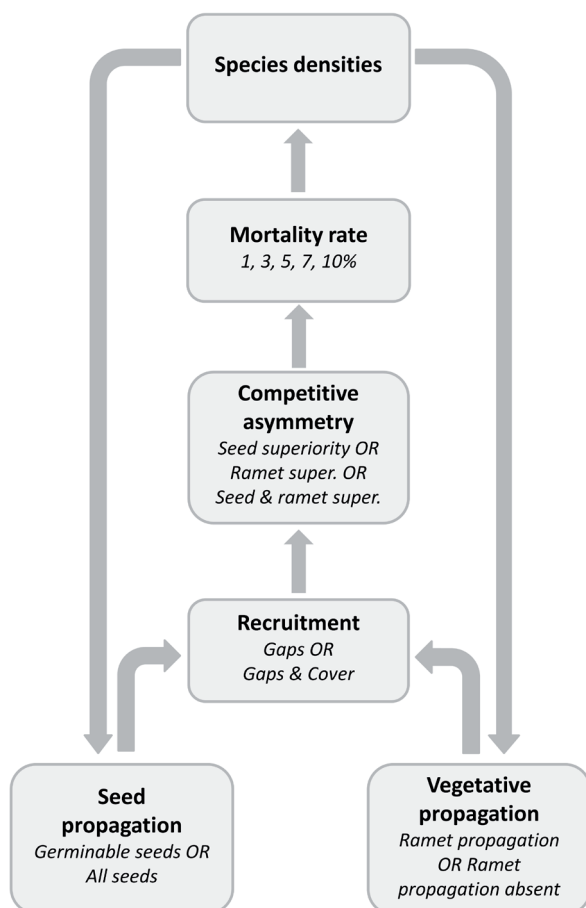 Species densities
Mortality rate
1, 3, 5, 7, 10%
Competitive
asymmetry
Seed superiority OR
Ramet super. OR
Seed & ramet super.
Recruitment
Gaps OR
Gaps & Cover
Seed
propagation
Germinable seeds OR
All seeds
Vegetative
propagation
Ramet propagation
OR Ramet
propagation absent